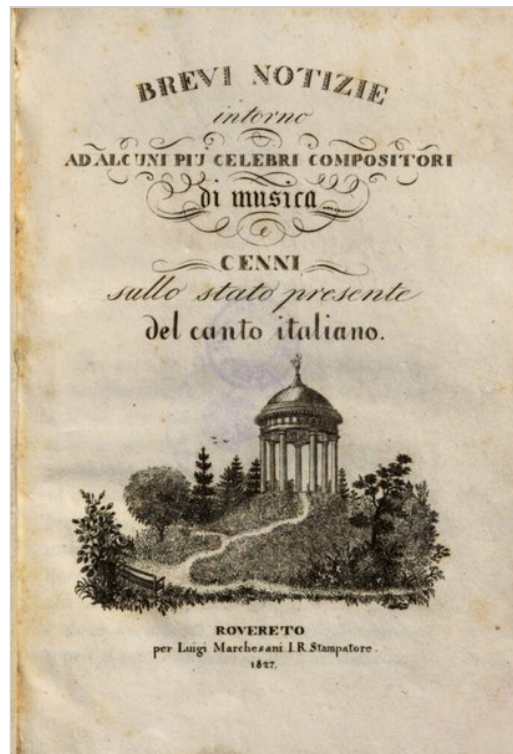 BREVI NOTIZIE
intorno
AD ALCUNI PIU CELEBRI COMPOSITORI
di musica
e
CENNI
sullo stato presente
del canto italiano.
ROVERETO
per Luigi Marchesani I. R. Stampatore.
1827.